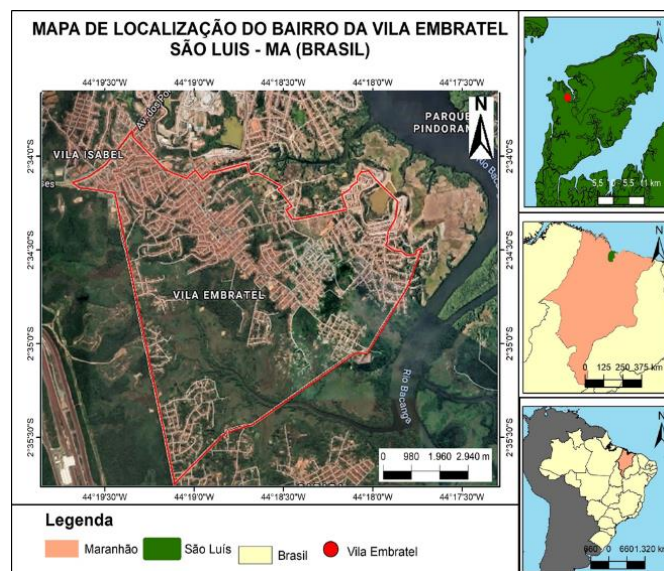 MAPA DE LOCALIZAÇÃO DO BAIRRO DA VILA EMBRATEL
SÃO LUIS - MA (BRASIL)
44°19'30"W 44°19'0"W 44°18'30"W 44°18'0"W 44°17'30"W
N
PARQUE
PINDORAM
VILA ISABEL
2°34'0"S 2°34'0"S
2°34'30"S 2°34'30"S
VILA EMBRATEL
2°35'0"S 2°35'0"S
Rio Bacanga
2°35'30"S 2°35'30"S
0 980 1.960 2.940 m
44°19'30"W 44°19'0"W 44°18'30"W 44°18'0"W 44°17'30"W
N
5,5 0 5,5 11 km
N
0 125 250 375 km
N
660 0 660 1.320 km
Legenda
Maranhão São Luís Brasil Vila Embratel